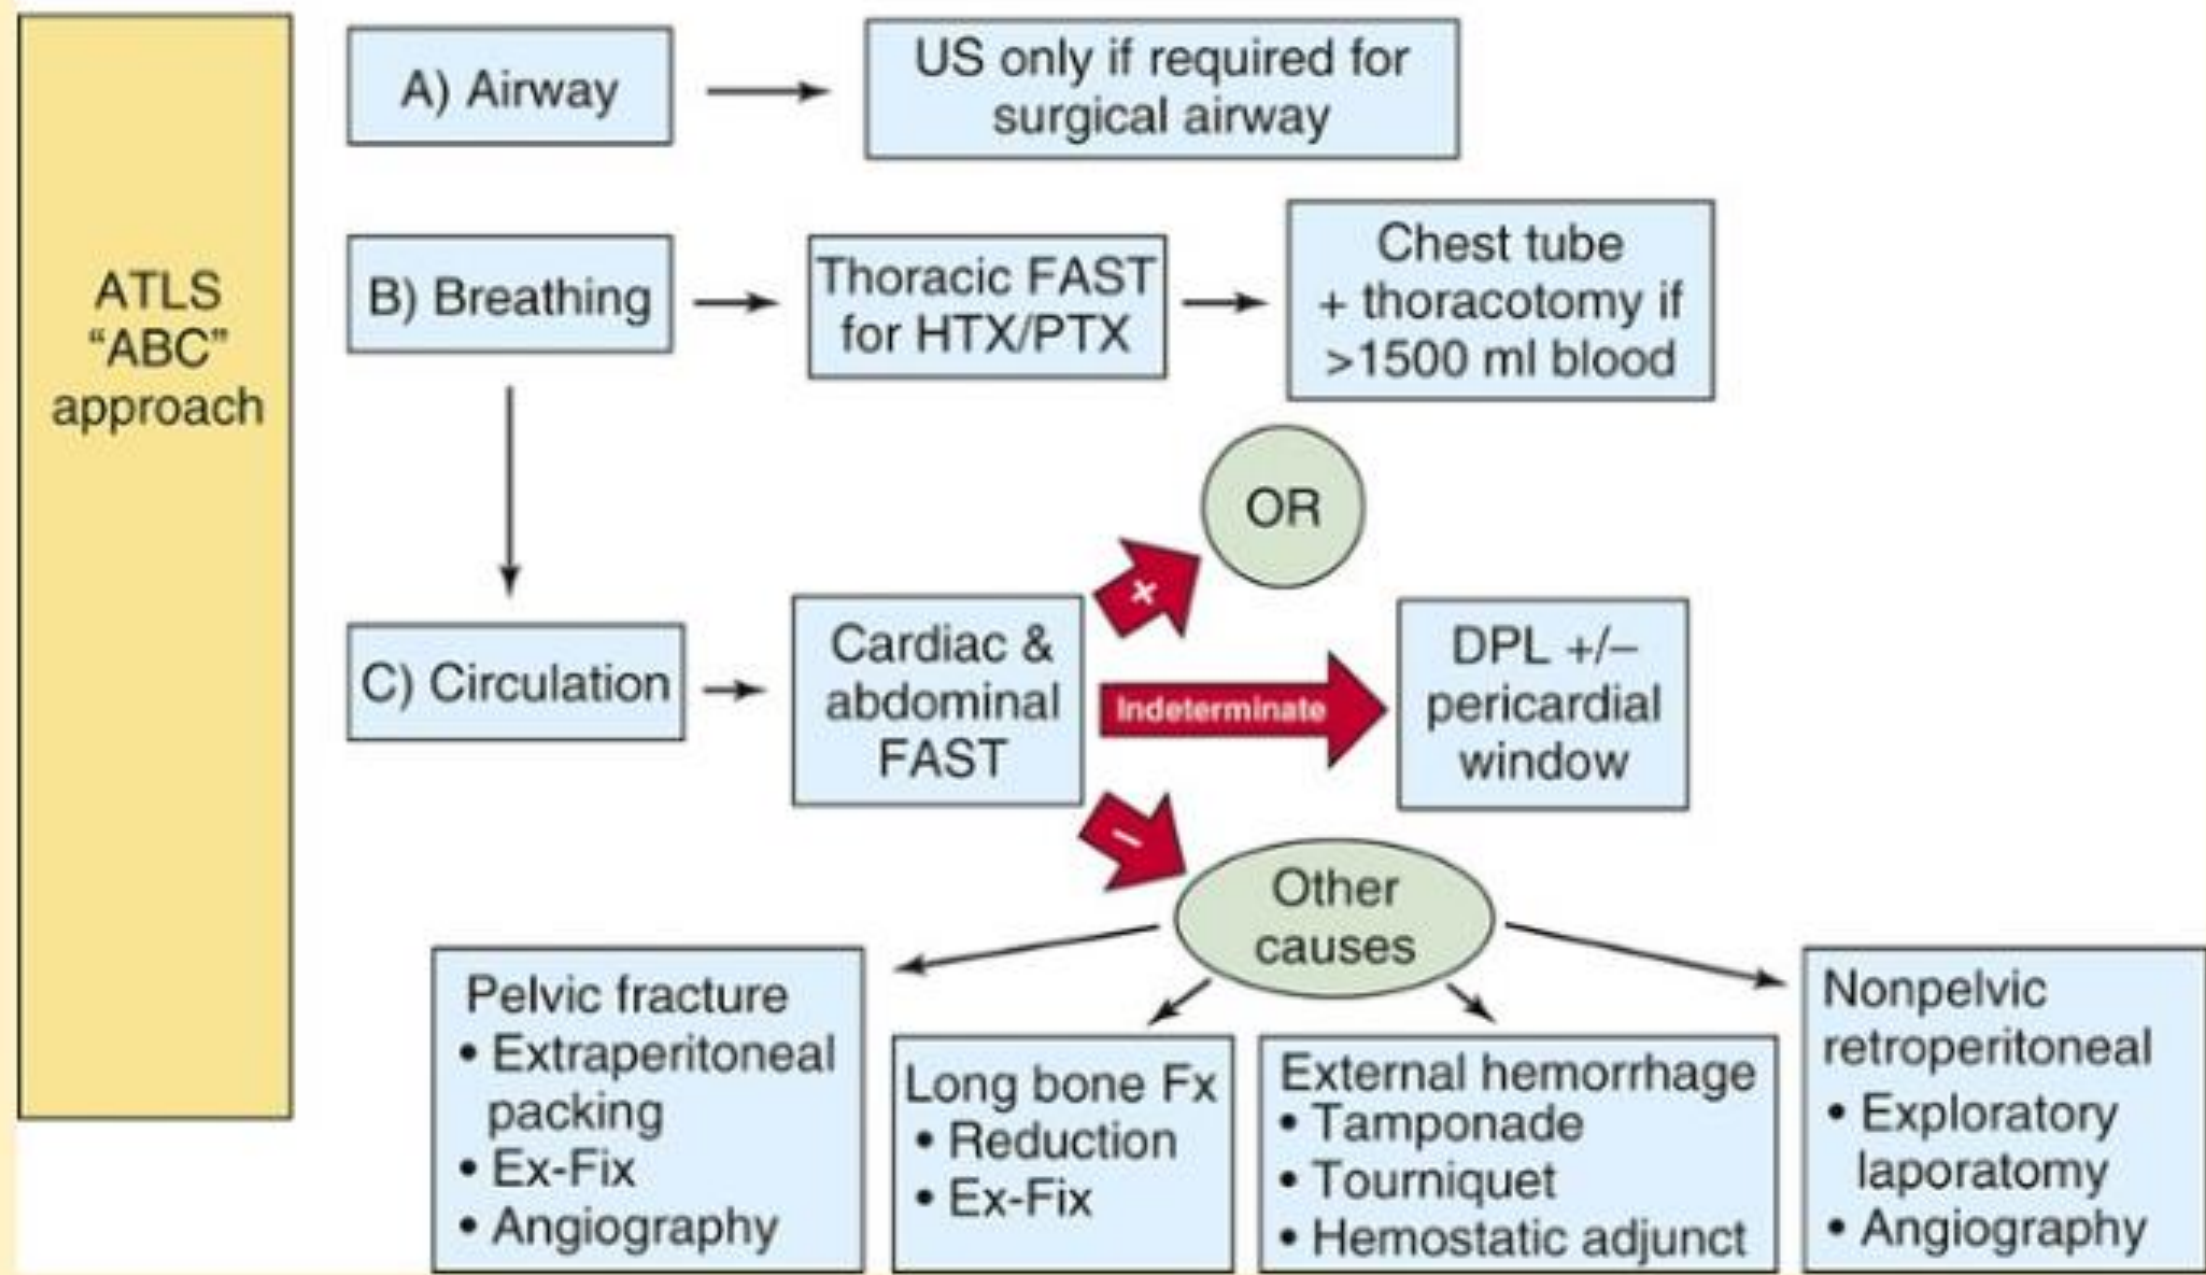 ATLS
“ABC”
approach
A) Airway
US only if required for
surgical airway
B) Breathing
Thoracic FAST
for HTX/PTX
Chest tube
+ thoracotomy if
>1500 ml blood
C) Circulation
Cardiac &
abdominal
FAST
+
OR
Indeterminate
DPL +/–
pericardial
window
–
Other
causes
Pelvic fracture
• Extraperitoneal
packing
• Ex-Fix
• Angiography
Long bone Fx
• Reduction
• Ex-Fix
External hemorrhage
• Tamponade
• Tourniquet
• Hemostatic adjunct
Nonpelvic
retroperitoneal
• Exploratory
laporatomy
• Angiography